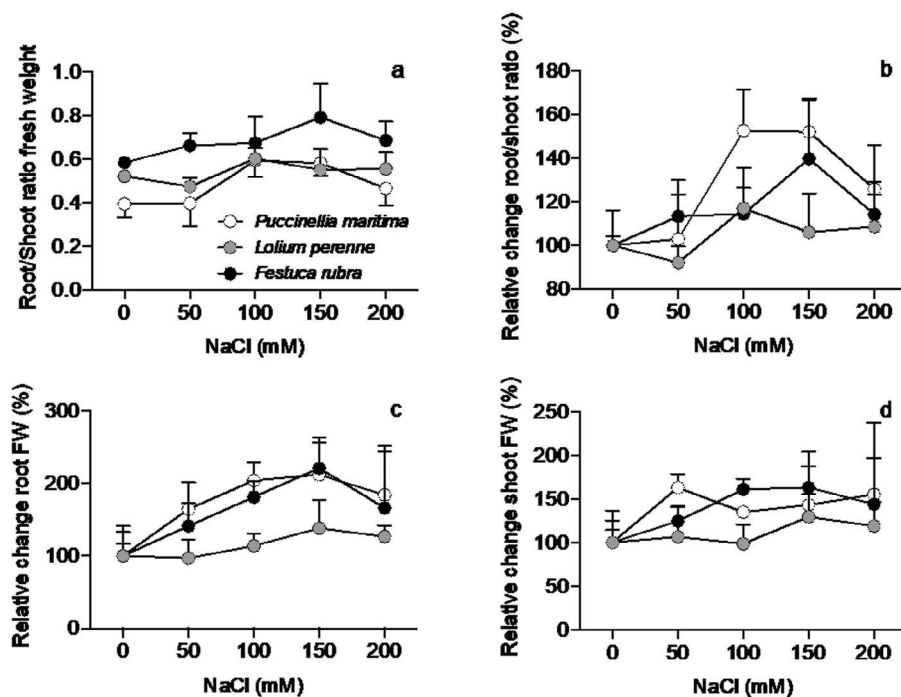 a
Root/Shoot ratio fresh weight
1.0
0.8
0.6
0.4
0.2
0.0
Puccinellia maritima
Lolium perenne
Festuca rubra
0 50 100 150 200
NaCl (mM)
b
Relative change root/shoot ratio (%)
180
160
140
120
100
80
0 50 100 150 200
NaCl (mM)
c
Relative change root FW (%)
300
200
100
0
0 50 100 150 200
NaCl (mM)
d
Relative change shoot FW (%)
250
200
150
100
50
0
0 50 100 150 200
NaCl (mM)